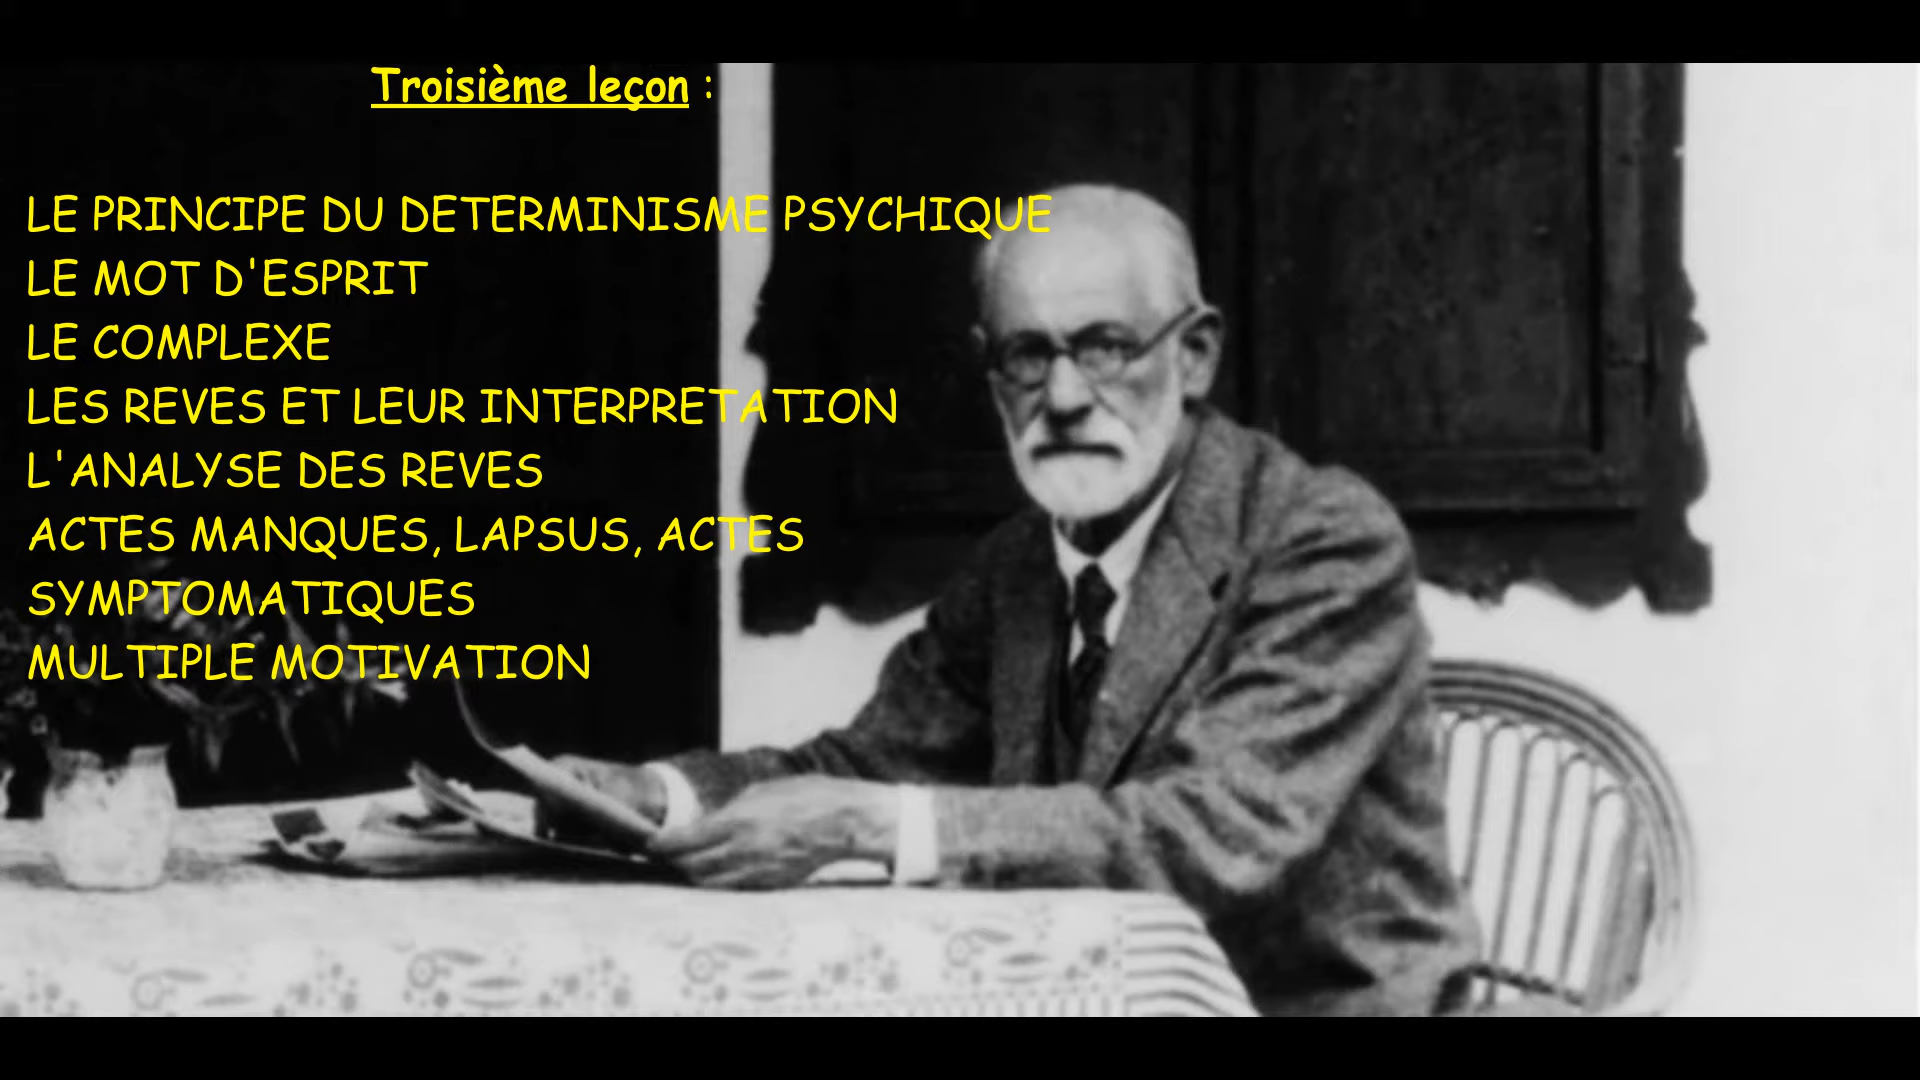 Troisième leçon :
LE PRINCIPE DU DETERMINISME PSYCHIQUE
LE MOT D'ESPRIT
LE COMPLEXE
LES REVES ET LEUR INTERPRETATION
L'ANALYSE DES REVES
ACTES MANQUES, LAPSUS, ACTES
SYMPTOMATIQUES
MULTIPLE MOTIVATION